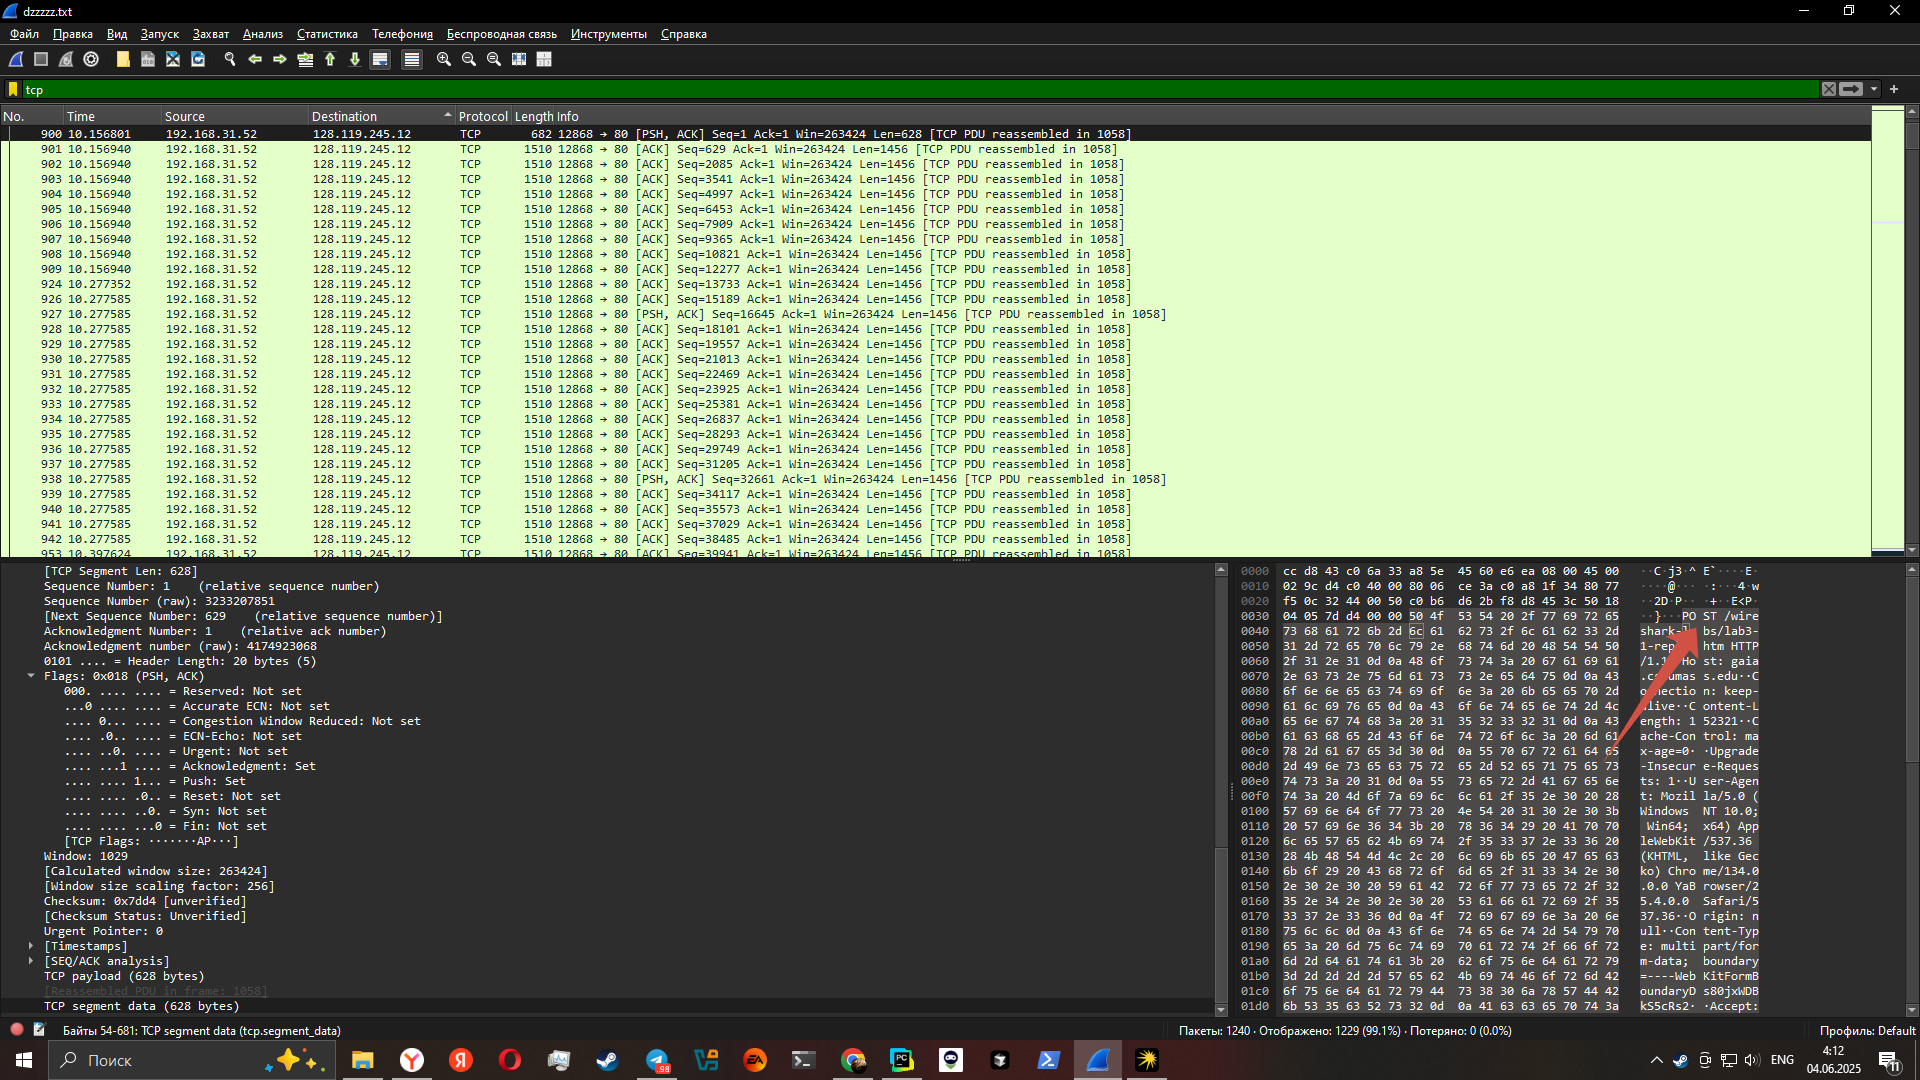 dzzzzz.txt
Файл Правка Вид Запуск Захват Анализ Статистика Телефония Беспроводная связь Инструменты Справка
tcp
No. Time Source Destination Protocol Length Info
900 10.156801 192.168.31.52 128.119.245.12 TCP 682 12868 → 80 [PSH, ACK] Seq=1 Ack=1 Win=263424 Len=628 [TCP PDU reassembled in 1058]
901 10.156940 192.168.31.52 128.119.245.12 TCP 1510 12868 → 80 [ACK] Seq=629 Ack=1 Win=263424 Len=1456 [TCP PDU reassembled in 1058]
902 10.156940 192.168.31.52 128.119.245.12 TCP 1510 12868 → 80 [ACK] Seq=2085 Ack=1 Win=263424 Len=1456 [TCP PDU reassembled in 1058]
903 10.156940 192.168.31.52 128.119.245.12 TCP 1510 12868 → 80 [ACK] Seq=3541 Ack=1 Win=263424 Len=1456 [TCP PDU reassembled in 1058]
904 10.156940 192.168.31.52 128.119.245.12 TCP 1510 12868 → 80 [ACK] Seq=4997 Ack=1 Win=263424 Len=1456 [TCP PDU reassembled in 1058]
905 10.156940 192.168.31.52 128.119.245.12 TCP 1510 12868 → 80 [ACK] Seq=6453 Ack=1 Win=263424 Len=1456 [TCP PDU reassembled in 1058]
906 10.156940 192.168.31.52 128.119.245.12 TCP 1510 12868 → 80 [ACK] Seq=7909 Ack=1 Win=263424 Len=1456 [TCP PDU reassembled in 1058]
907 10.156940 192.168.31.52 128.119.245.12 TCP 1510 12868 → 80 [ACK] Seq=9365 Ack=1 Win=263424 Len=1456 [TCP PDU reassembled in 1058]
908 10.156940 192.168.31.52 128.119.245.12 TCP 1510 12868 → 80 [ACK] Seq=10821 Ack=1 Win=263424 Len=1456 [TCP PDU reassembled in 1058]
909 10.156940 192.168.31.52 128.119.245.12 TCP 1510 12868 → 80 [ACK] Seq=12277 Ack=1 Win=263424 Len=1456 [TCP PDU reassembled in 1058]
924 10.277352 192.168.31.52 128.119.245.12 TCP 1510 12868 → 80 [ACK] Seq=13733 Ack=1 Win=263424 Len=1456 [TCP PDU reassembled in 1058]
926 10.277585 192.168.31.52 128.119.245.12 TCP 1510 12868 → 80 [ACK] Seq=15189 Ack=1 Win=263424 Len=1456 [TCP PDU reassembled in 1058]
927 10.277585 192.168.31.52 128.119.245.12 TCP 1510 12868 → 80 [PSH, ACK] Seq=16645 Ack=1 Win=263424 Len=1456 [TCP PDU reassembled in 1058]
928 10.277585 192.168.31.52 128.119.245.12 TCP 1510 12868 → 80 [ACK] Seq=18101 Ack=1 Win=263424 Len=1456 [TCP PDU reassembled in 1058]
929 10.277585 192.168.31.52 128.119.245.12 TCP 1510 12868 → 80 [ACK] Seq=19557 Ack=1 Win=263424 Len=1456 [TCP PDU reassembled in 1058]
930 10.277585 192.168.31.52 128.119.245.12 TCP 1510 12868 → 80 [ACK] Seq=21013 Ack=1 Win=263424 Len=1456 [TCP PDU reassembled in 1058]
931 10.277585 192.168.31.52 128.119.245.12 TCP 1510 12868 → 80 [ACK] Seq=22469 Ack=1 Win=263424 Len=1456 [TCP PDU reassembled in 1058]
932 10.277585 192.168.31.52 128.119.245.12 TCP 1510 12868 → 80 [ACK] Seq=23925 Ack=1 Win=263424 Len=1456 [TCP PDU reassembled in 1058]
933 10.277585 192.168.31.52 128.119.245.12 TCP 1510 12868 → 80 [ACK] Seq=25381 Ack=1 Win=263424 Len=1456 [TCP PDU reassembled in 1058]
934 10.277585 192.168.31.52 128.119.245.12 TCP 1510 12868 → 80 [ACK] Seq=26837 Ack=1 Win=263424 Len=1456 [TCP PDU reassembled in 1058]
935 10.277585 192.168.31.52 128.119.245.12 TCP 1510 12868 → 80 [ACK] Seq=28293 Ack=1 Win=263424 Len=1456 [TCP PDU reassembled in 1058]
936 10.277585 192.168.31.52 128.119.245.12 TCP 1510 12868 → 80 [ACK] Seq=29749 Ack=1 Win=263424 Len=1456 [TCP PDU reassembled in 1058]
937 10.277585 192.168.31.52 128.119.245.12 TCP 1510 12868 → 80 [ACK] Seq=31205 Ack=1 Win=263424 Len=1456 [TCP PDU reassembled in 1058]
938 10.277585 192.168.31.52 128.119.245.12 TCP 1510 12868 → 80 [PSH, ACK] Seq=32661 Ack=1 Win=263424 Len=1456 [TCP PDU reassembled in 1058]
939 10.277585 192.168.31.52 128.119.245.12 TCP 1510 12868 → 80 [ACK] Seq=34117 Ack=1 Win=263424 Len=1456 [TCP PDU reassembled in 1058]
940 10.277585 192.168.31.52 128.119.245.12 TCP 1510 12868 → 80 [ACK] Seq=35573 Ack=1 Win=263424 Len=1456 [TCP PDU reassembled in 1058]
941 10.277585 192.168.31.52 128.119.245.12 TCP 1510 12868 → 80 [ACK] Seq=37029 Ack=1 Win=263424 Len=1456 [TCP PDU reassembled in 1058]
942 10.277585 192.168.31.52 128.119.245.12 TCP 1510 12868 → 80 [ACK] Seq=38485 Ack=1 Win=263424 Len=1456 [TCP PDU reassembled in 1058]
953 10.397624 192.168.31.52 128.119.245.12 TCP 1510 12868 → 80 [ACK] Seq=39941 Ack=1 Win=263424 Len=1456 [TCP PDU reassembled in 1058]
[TCP Segment Len: 628]
Sequence Number: 1 (relative sequence number)
Sequence Number (raw): 3233207851
[Next Sequence Number: 629 (relative sequence number)]
Acknowledgment Number: 1 (relative ack number)
Acknowledgment number (raw): 4174923068
0101 .... = Header Length: 20 bytes (5)
Flags: 0x018 (PSH, ACK)
000. .... .... = Reserved: Not set
...0 .... .... = Accurate ECN: Not set
.... 0... .... = Congestion Window Reduced: Not set
.... .0.. .... = ECN-Echo: Not set
.... ..0. .... = Urgent: Not set
.... ...1 .... = Acknowledgment: Set
.... .... 1... = Push: Set
.... .... .0.. = Reset: Not set
.... .... ..0. = Syn: Not set
.... .... ...0 = Fin: Not set
[TCP Flags: ·······AP···]
Window: 1029
[Calculated window size: 263424]
[Window size scaling factor: 256]
Checksum: 0x7dd4 [unverified]
[Checksum Status: Unverified]
Urgent Pointer: 0
[Timestamps]
[SEQ/ACK analysis]
TCP payload (628 bytes)
[Reassembled PDU in frame: 1058]
TCP segment data (628 bytes)
0000 cc d8 43 c0 6a 33 a8 5e 45 60 e6 ea 08 00 45 00 ··C·j3·^ E`····E·
0010 02 9c d4 c0 40 00 80 06 ce 3a c0 a8 1f 34 80 77 ····@··· ·:···4·w
0020 f5 0c 32 44 00 50 c0 b6 d6 2b f8 d8 45 3c 50 18 ··2D·P·· ·+··E<P·
0030 04 05 7d d4 00 00 50 4f 53 54 20 2f 77 69 72 65 ··}···PO ST /wire
0040 73 68 61 72 6b 2d 6c 61 62 73 2f 6c 61 62 33 2d shark-l bs/lab3-
0050 31 2d 72 65 70 6c 79 2e 68 74 6d 20 48 54 54 50 1-rep htm HTTP
0060 2f 31 2e 31 0d 0a 48 6f 73 74 3a 20 67 61 69 61 /1.1 Ho st: gaia
0070 2e 63 73 2e 75 6d 61 73 73 2e 65 64 75 0d 0a 43 .cs.umas s.edu··C
0080 6f 6e 6e 65 63 74 69 6f 6e 3a 20 6b 65 65 70 2d onnectio n: keep-
0090 61 6c 69 76 65 0d 0a 43 6f 6e 74 65 6e 74 2d 4c alive··C ontent-L
00a0 65 6e 67 74 68 3a 20 31 35 32 33 32 31 0d 0a 43 ength: 1 52321··C
00b0 61 63 68 65 2d 43 6f 6e 74 72 6f 6c 3a 20 6d 61 ache-Con trol: ma
00c0 78 2d 61 67 65 3d 30 0d 0a 55 70 67 72 61 64 65 x-age=0· ·Upgrade
00d0 2d 49 6e 73 65 63 75 72 65 2d 52 65 71 75 65 73 -Insecur e-Reques
00e0 74 73 3a 20 31 0d 0a 55 73 65 72 2d 41 67 65 6e ts: 1··U ser-Agen
00f0 74 3a 20 4d 6f 7a 69 6c 6c 61 2f 35 2e 30 20 28 t: Mozil la/5.0 (
0100 57 69 6e 64 6f 77 73 20 4e 54 20 31 30 2e 30 3b Windows NT 10.0;
0110 20 57 69 6e 36 34 3b 20 78 36 34 29 20 41 70 70 Win64; x64) App
0120 6c 65 57 65 62 4b 69 74 2f 35 33 37 2e 33 36 20 leWebKit /537.36
0130 28 4b 48 54 4d 4c 2c 20 6c 69 6b 65 20 47 65 63 (KHTML, like Gec
0140 6b 6f 29 20 43 68 72 6f 6d 65 2f 31 33 34 2e 30 ko) Chro me/134.0
0150 2e 30 2e 30 20 59 61 42 72 6f 77 73 65 72 2f 32 .0.0 YaB rowser/2
0160 35 2e 34 2e 30 2e 30 20 53 61 66 61 72 69 2f 35 5.4.0.0 Safari/5
0170 33 37 2e 33 36 0d 0a 4f 72 69 67 69 6e 3a 20 6e 37.36··O rigin: n
0180 75 6c 6c 0d 0a 43 6f 6e 74 65 6e 74 2d 54 79 70 ull··Con tent-Typ
0190 65 3a 20 6d 75 6c 74 69 70 61 72 74 2f 66 6f 72 e: multi part/for
01a0 6d 2d 64 61 74 61 3b 20 62 6f 75 6e 64 61 72 79 m-data; boundary
01b0 3d 2d 2d 2d 2d 57 65 62 4b 69 74 46 6f 72 6d 42 =----Web KitFormB
01c0 6f 75 6e 64 61 72 79 44 73 38 30 6a 78 57 44 42 oundaryD s80jxWDB
01d0 6b 53 35 63 52 73 32 0d 0a 41 63 63 65 70 74 3a kS5cRs2· ·Accept:
Байты 54-681: TCP segment data (tcp.segment_data)
Пакеты: 1240 · Отображено: 1229 (99.1%) · Потеряно: 0 (0.0%)
Профиль: Default
Поиск
.98
EA
PC
ENG
4:12
04.06.2025
11